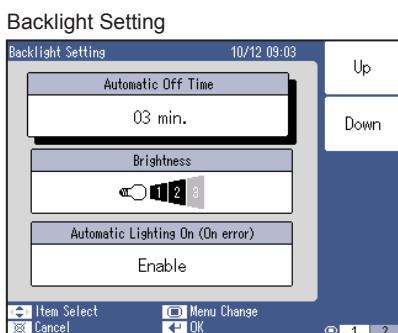 Backlight Setting
Backlight Setting 10/12 09:03
Up
Automatic Off Time
03 min.
Down
Brightness
1 2 3
Automatic Lighting On (On error)
Enable
Item Select Menu Change
Cancel OK 1 2